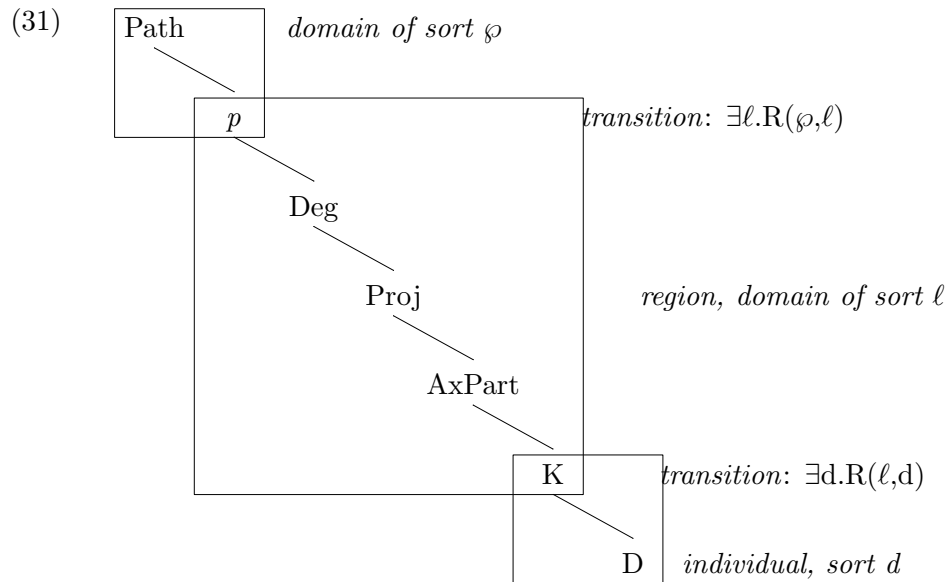 (31) Path domain of sort ℘
p transition: ∃ℓ.R(℘,ℓ)
Deg
Proj region, domain of sort ℓ
AxPart
K transition: ∃d.R(ℓ,d)
D individual, sort d